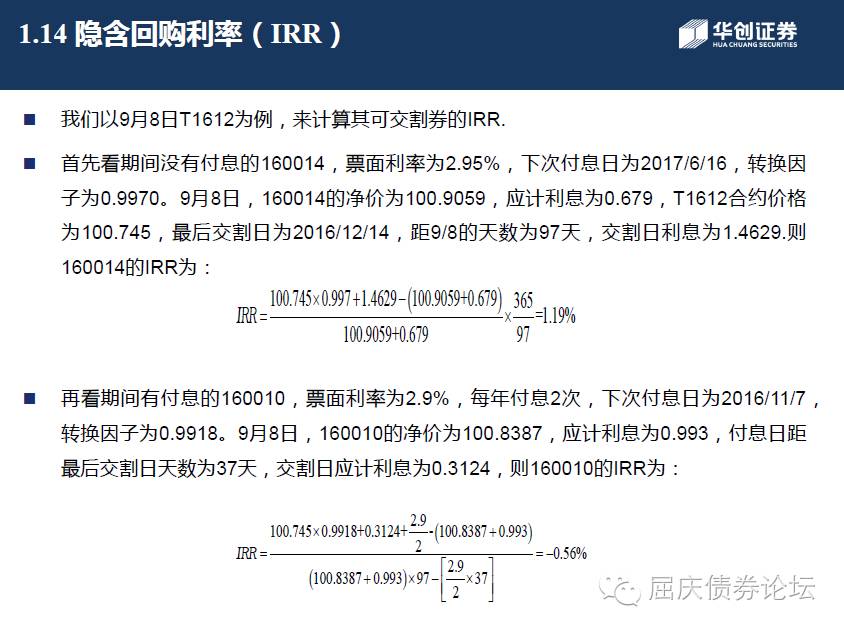 1.14 隐含回购利率（IRR）
华创证券
HUA CHUANG SECURITIES
■ 我们以9月8日T1612为例，来计算其可交割券的IRR.
■ 首先看期间没有付息的160014，票面利率为2.95%，下次付息日为2017/6/16，转换因
子为0.9970。9月8日，160014的净价为100.9059，应计利息为0.679，T1612合约价格
为100.745，最后交割日为2016/12/14，距9/8的天数为97天，交割日利息为1.4629.则
160014的IRR为：
100.745×0.997+1.4629−(100.9059+0.679) 365
IRR= × =1.19%
100.9059+0.679 97
■ 再看期间有付息的160010，票面利率为2.9%，每年付息2次，下次付息日为2016/11/7，
转换因子为0.9918。9月8日，160010的净价为100.8387，应计利息为0.993，付息日距
最后交割日天数为37天，交割日应计利息为0.3124，则160010的IRR为：
100.745×0.9918+0.3124+2.9/2-(100.8387+0.993)
IRR= = −0.56%
(100.8387+0.993)×97−[2.9/2×37]
屈庆债券论坛